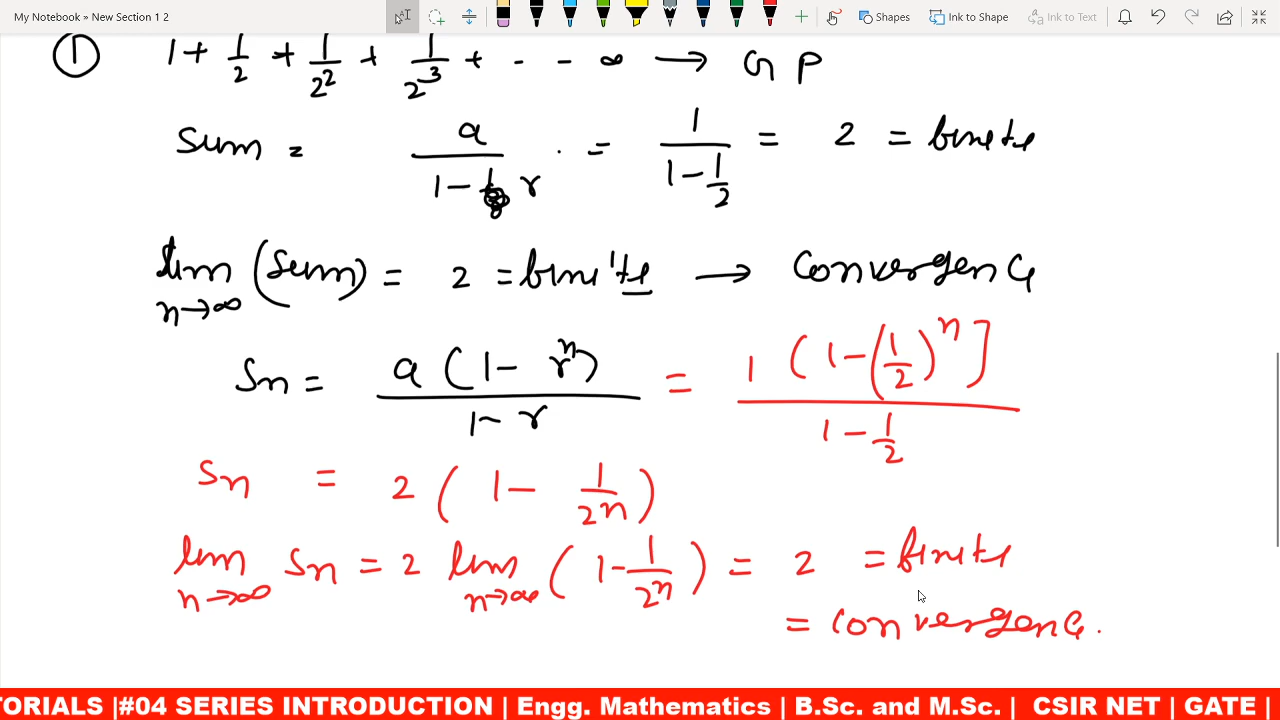 My Notebook » New Section 1 2
Shapes
Ink to Shape
Ink to Text
① 1 + 1/2 + 1/2² + 1/2³ + - - ∞ → G P
Sum = a/(1 - r) = 1/(1 - 1/2) = 2 = finite
lim n→∞ (Sum) = 2 = finite → Convergence
Sn = a(1 - rⁿ)/(1 - r) = 1(1 - (1/2)ⁿ]/(1 - 1/2)
Sn = 2(1 - 1/2ⁿ)
lim n→∞ Sn = 2 lim n→∞ (1 - 1/2ⁿ) = 2 = finite
= convergence.
TORIALS | #04 SERIES INTRODUCTION | Engg. Mathematics | B.Sc. and M.Sc. | CSIR NET | GATE |